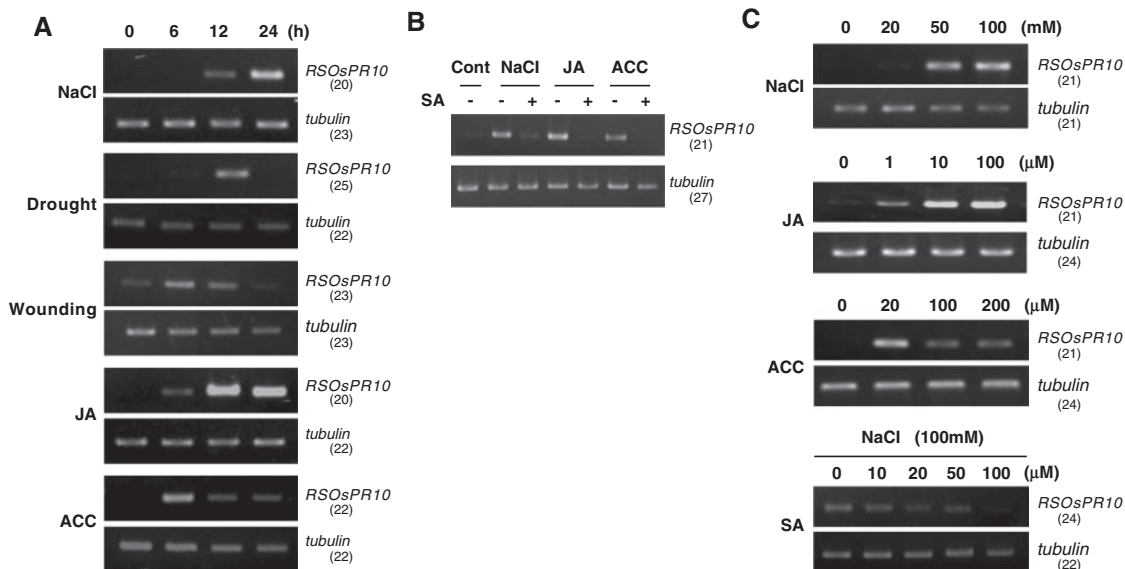 A
0 6 12 24 (h)
NaCl
RSOsPR10
(20)
tubulin
(23)
Drought
RSOsPR10
(25)
tubulin
(22)
Wounding
RSOsPR10
(23)
tubulin
(23)
JA
RSOsPR10
(20)
tubulin
(22)
ACC
RSOsPR10
(22)
tubulin
(22)
B
Cont NaCl JA ACC
SA - - + - + - +
RSOsPR10
(21)
tubulin
(27)
C
0 20 50 100 (mM)
NaCl
RSOsPR10
(21)
tubulin
(21)
0 1 10 100 (μM)
JA
RSOsPR10
(21)
tubulin
(24)
0 20 100 200 (μM)
ACC
RSOsPR10
(21)
tubulin
(24)
NaCl (100mM)
0 10 20 50 100 (μM)
SA
RSOsPR10
(24)
tubulin
(22)